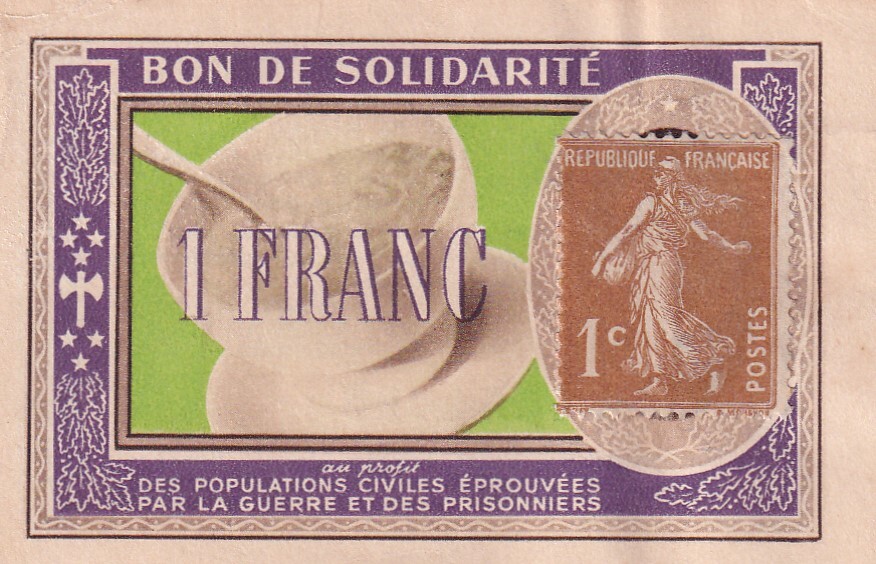 BON DE SOLIDARITÉ
1 FRANC
REPUBLIQUE FRANÇAISE
1c
POSTES
au profit
DES POPULATIONS CIVILES ÉPROUVÉES
PAR LA GUERRE ET DES PRISONNIERS